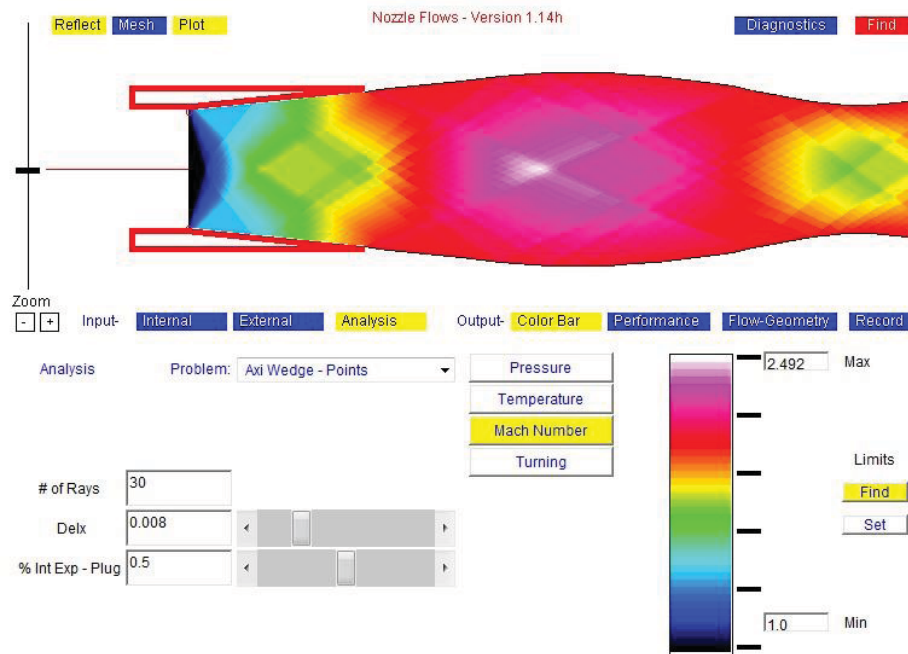 Nozzle Flows - Version 1.14h
Reflect Mesh Plot Diagnostics Find
Zoom
- + Input- Internal External Analysis Output- Color Bar Performance Flow-Geometry Record
Analysis Problem: Axi Wedge - Points
Pressure
Temperature
Mach Number
Turning
# of Rays 30
Delx 0.008
% Int Exp - Plug 0.5
2.492 Max
Limits
Find
Set
1.0 Min